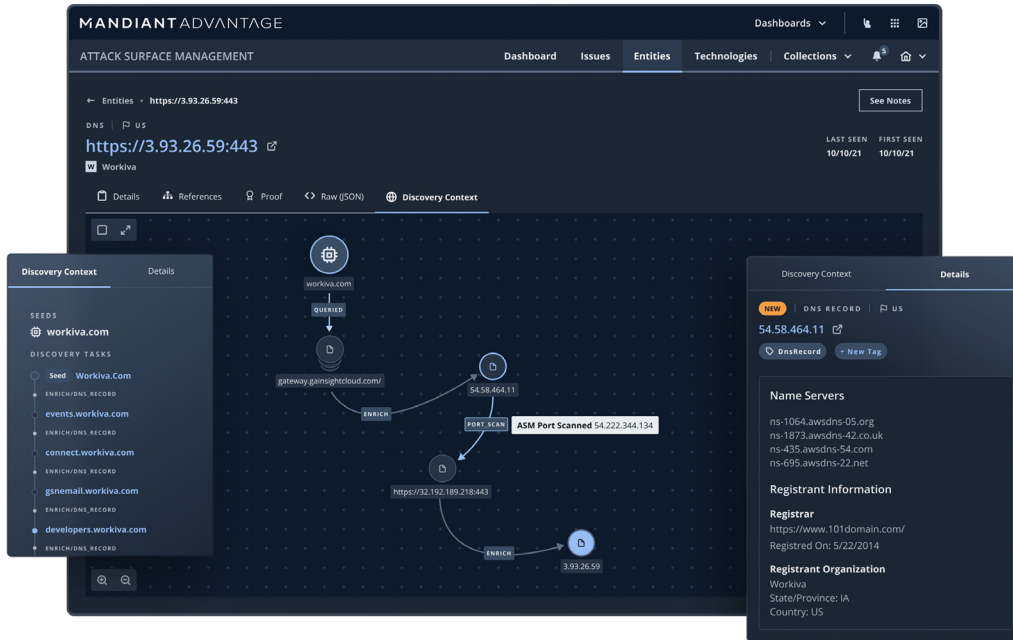 MANDIANT ADVANTAGE
Dashboards
ATTACK SURFACE MANAGEMENT
Dashboard
Issues
Entities
Technologies
Collections
5
Entities • https://3.93.26.59:443
See Notes
DNS
US
https://3.93.26.59:443
W Workiva
LAST SEEN
10/10/21
FIRST SEEN
10/10/21
Details
References
Proof
Raw (JSON)
Discovery Context
workiva.com
QUERIED
gateway.gainsightcloud.com/
ENRICH
54.58.464.11
PORT_SCAN
ASM Port Scanned 54.222.344.134
https://32.192.189.218:443
ENRICH
3.93.26.59
Discovery Context
Details
SEEDS
workiva.com
DISCOVERY TASKS
Seed Workiva.Com
ENRICH/DNS_RECORD
events.workiva.com
ENRICH/DNS_RECORD
connect.workiva.com
ENRICH/DNS_RECORD
gsnemail.workiva.com
ENRICH/DNS_RECORD
developers.workiva.com
ENRICH/DNS_RECORD
Discovery Context
Details
NEW
DNS RECORD
US
54.58.464.11
DnsRecord
+ New Tag
Name Servers
ns-1064.awsdns-05.org
ns-1873.awsdns-42.co.uk
ns-435.awsdns-54.com
ns-695.awsdns-22.net
Registrant Information
Registrar
https://www.101domain.com/
Registred On: 5/22/2014
Registrant Organization
Workiva
State/Province: IA
Country: US